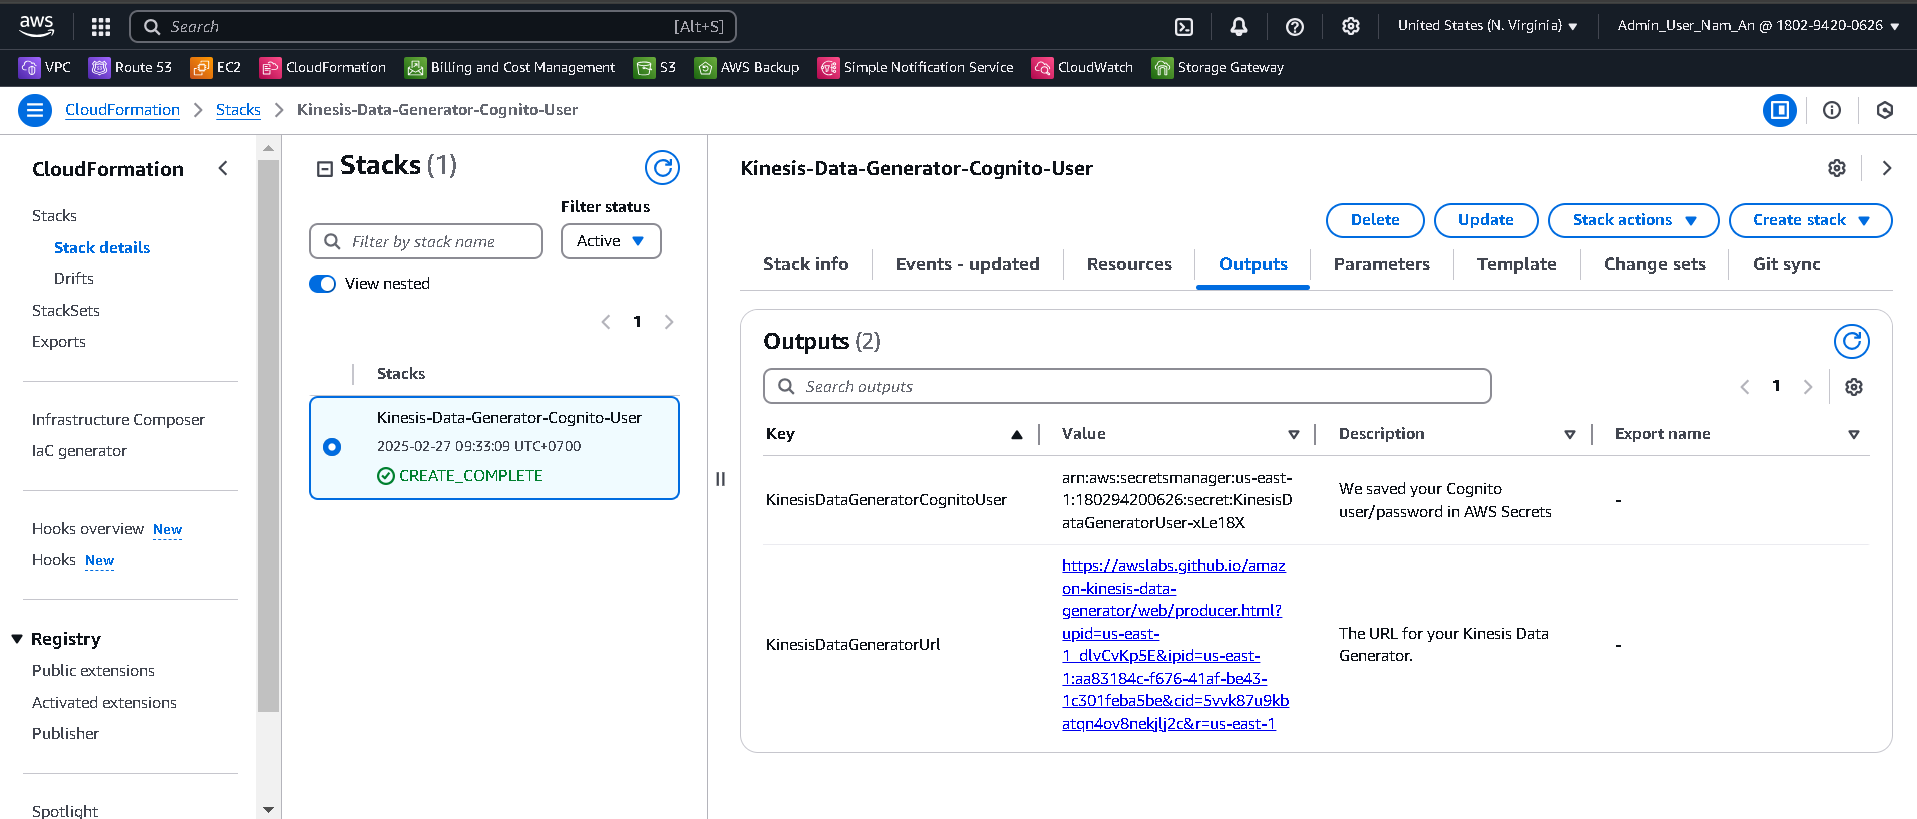 aws
Search [Alt+S]
United States (N. Virginia)
Admin_User_Nam_An @ 1802-9420-0626
VPC Route 53 EC2 CloudFormation Billing and Cost Management S3 AWS Backup Simple Notification Service CloudWatch Storage Gateway
CloudFormation Stacks Kinesis-Data-Generator-Cognito-User
CloudFormation
Stacks
Stack details
Drifts
StackSets
Exports
Infrastructure Composer
IaC generator
Hooks overview New
Hooks New
Registry
Public extensions
Activated extensions
Publisher
Spotlight
Stacks (1)
Filter status
Filter by stack name
Active
View nested
1
Stacks
Kinesis-Data-Generator-Cognito-User
2025-02-27 09:33:09 UTC+0700
CREATE_COMPLETE
Kinesis-Data-Generator-Cognito-User
Delete Update Stack actions Create stack
Stack info Events - updated Resources Outputs Parameters Template Change sets Git sync
Outputs (2)
Search outputs
1
Key Value Description Export name
KinesisDataGeneratorCognitoUser
arn:aws:secretsmanager:us-east-
1:180294200626:secret:KinesisD
ataGeneratorUser-xLe18X
We saved your Cognito
user/password in AWS Secrets
-
KinesisDataGeneratorUrl
https://awslabs.github.io/amaz
on-kinesis-data-
generator/web/producer.html?
upid=us-east-
1_dlvCvKp5E&ipid=us-east-
1:aa83184c-f676-41af-be43-
1c301feba5be&cid=5vvk87u9kb
atqn4ov8nekjlj2c&r=us-east-1
The URL for your Kinesis Data
Generator.
-